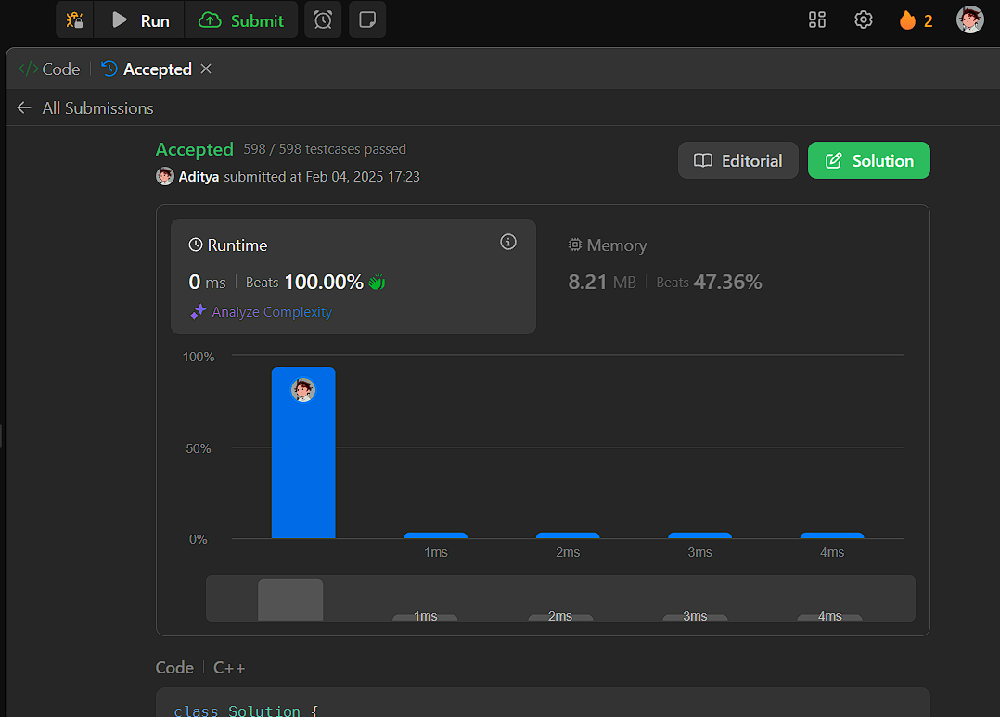 Run Submit 2
</> Code Accepted ×
← All Submissions
Accepted 598 / 598 testcases passed
Aditya submitted at Feb 04, 2025 17:23
Editorial
Solution
Runtime
0 ms Beats 100.00%
Analyze Complexity
Memory
8.21 MB Beats 47.36%
100%
50%
0%
1ms 2ms 3ms 4ms
1ms 2ms 3ms 4ms
Code C++
class Solution {